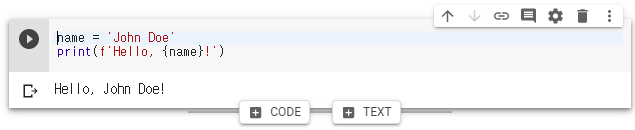 name = 'John Doe'
print(f'Hello, {name}!')
Hello, John Doe!
CODE
TEXT